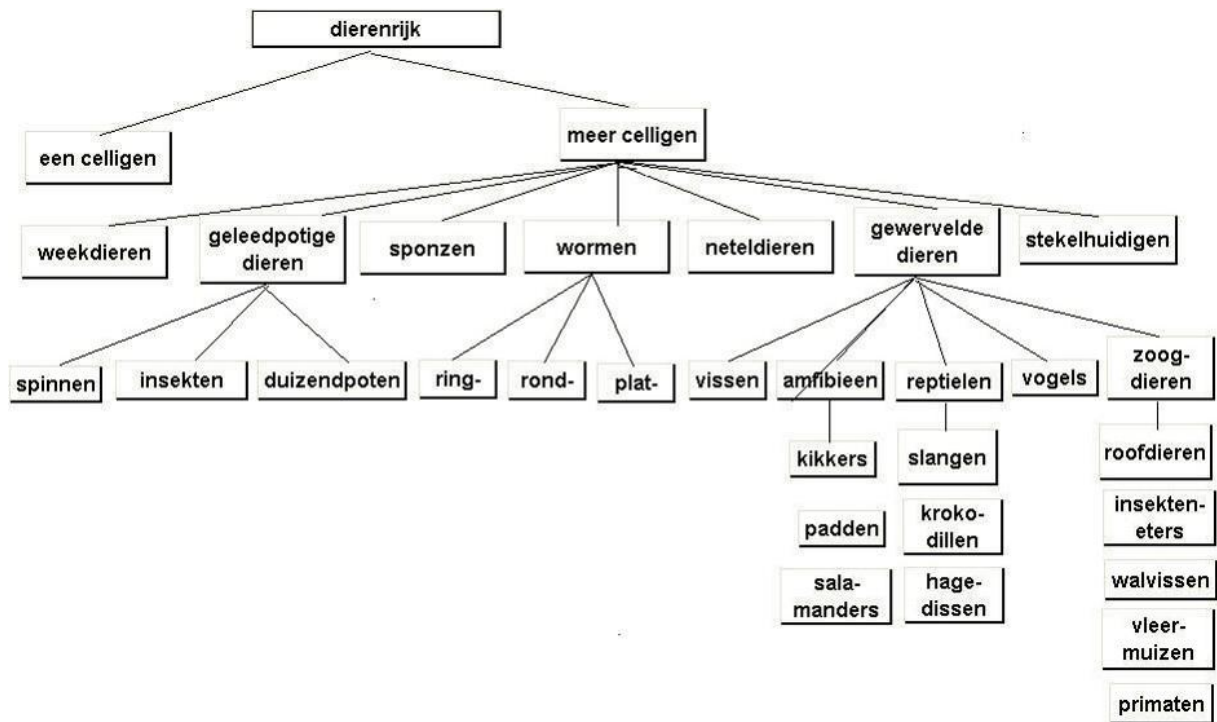 dierenrijk
een celligen
meer celligen
weekdieren
geleedpotige
dieren
sponzen
wormen
neteldieren
gewervelde
dieren
stekelhuidigen
spinnen
insekten
duizendpoten
ring-
rond-
plat-
vissen
amfibieen
reptielen
vogels
zoog-
dieren
kikkers
padden
sala-
manders
slangen
kroko-
dillen
hage-
dissen
roofdieren
insekten-
eters
walvissen
vleer-
muizen
primaten